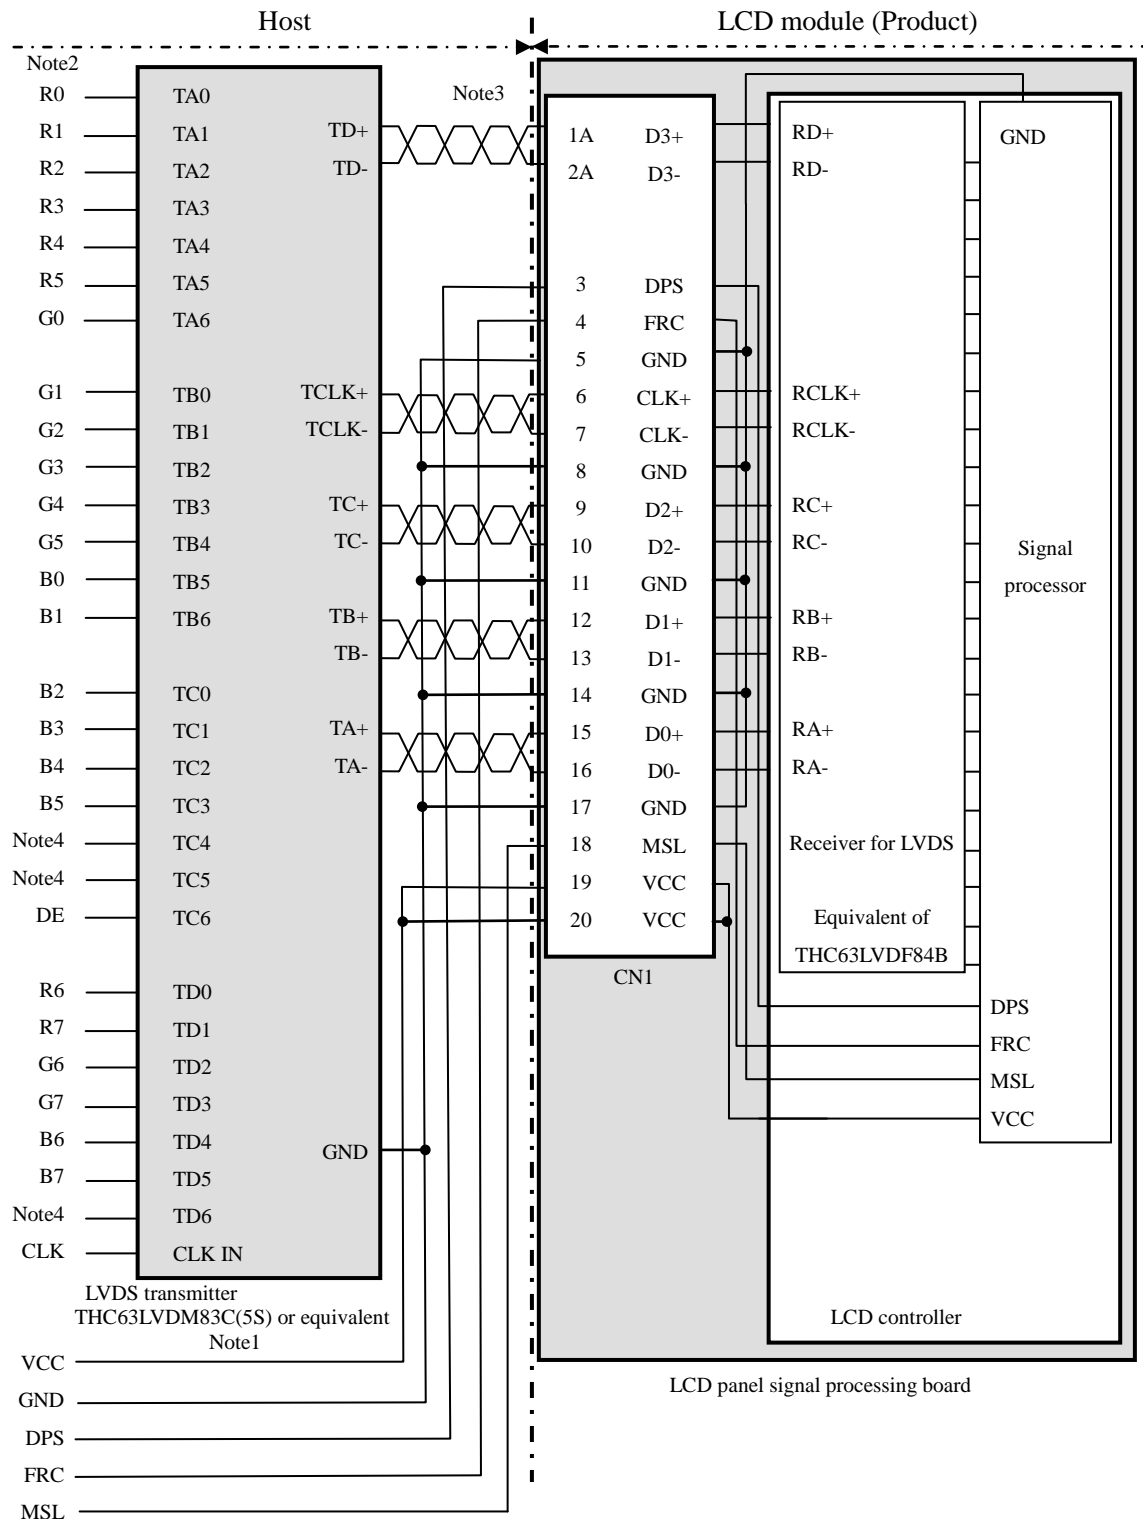 Host
LCD module (Product)
Note2
R0 TA0
R1 TA1
R2 TA2
R3 TA3
R4 TA4
R5 TA5
G0 TA6
G1 TB0
G2 TB1
G3 TB2
G4 TB3
G5 TB4
B0 TB5
B1 TB6
B2 TC0
B3 TC1
B4 TC2
B5 TC3
Note4 TC4
Note4 TC5
DE TC6
R6 TD0
R7 TD1
G6 TD2
G7 TD3
B6 TD4
B7 TD5
Note4 TD6
CLK CLK IN
TD+
TD-
TCLK+
TCLK-
TC+
TC-
TB+
TB-
TA+
TA-
GND
LVDS transmitter
THC63LVDM83C(5S) or equivalent
Note1
VCC
GND
DPS
FRC
MSL
Note3
1A D3+
2A D3-
3 DPS
4 FRC
5 GND
6 CLK+
7 CLK-
8 GND
9 D2+
10 D2-
11 GND
12 D1+
13 D1-
14 GND
15 D0+
16 D0-
17 GND
18 MSL
19 VCC
20 VCC
CN1
RD+
RD-
RCLK+
RCLK-
RC+
RC-
RB+
RB-
RA+
RA-
Receiver for LVDS
Equivalent of
THC63LVDF84B
GND
Signal
processor
DPS
FRC
MSL
VCC
LCD controller
LCD panel signal processing board